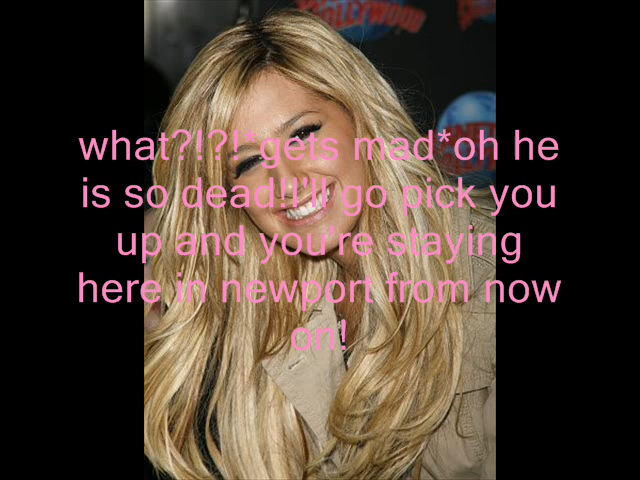 HOLLYWOOD
what?!?!*gets mad*oh he
is so dead!I'll go pick you
up and you're staying
here in newport from now
on!